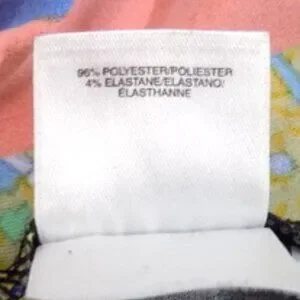 96% POLYESTER/POLIESTER
4% ELASTANE/ELASTANO/
ÉLASTHANNE